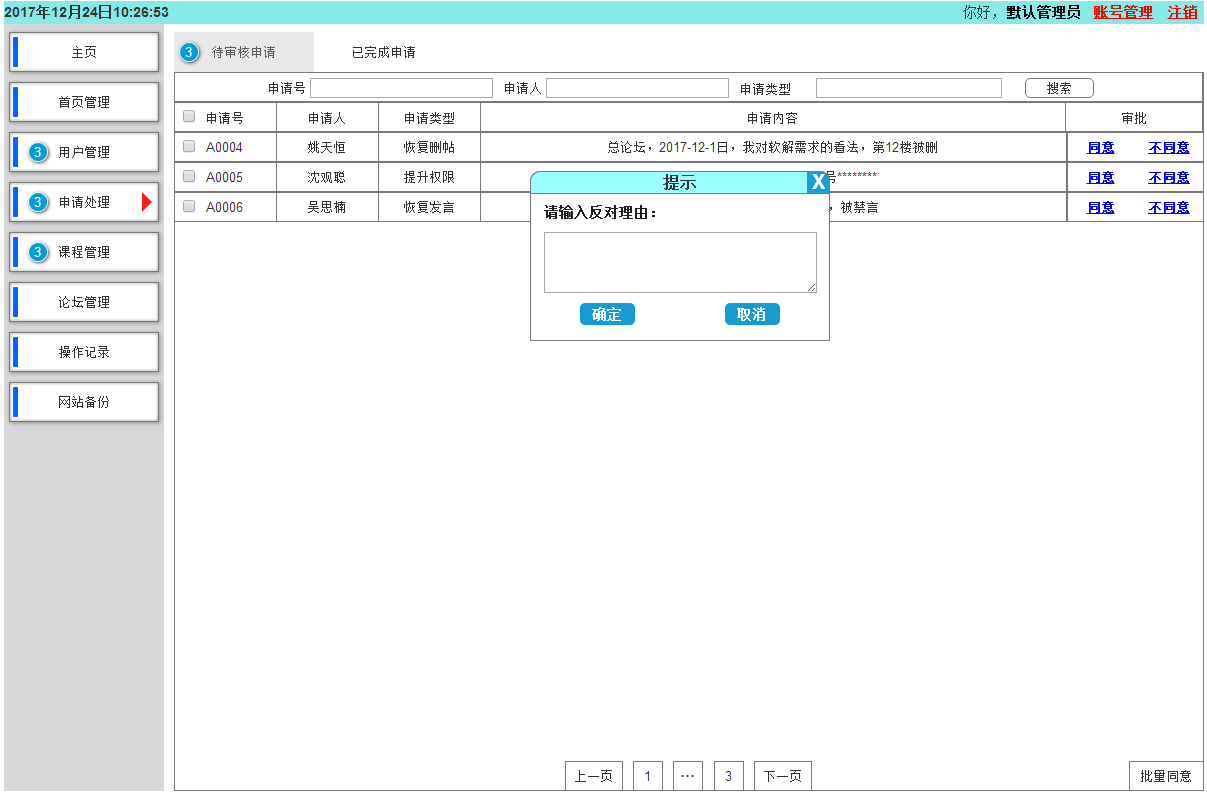 2017年12月24日10:26:53 你好，默认管理员 账号管理 注销
主页
首页管理
3 用户管理
3 申请处理
3 课程管理
论坛管理
操作记录
网站备份
3 待审核申请 已完成申请
申请号 申请人 申请类型 搜索
申请号 申请人 申请类型 申请内容 审批
A0004 姚天恒 恢复删帖 总论坛，2017-12-1日，我对软解需求的看法，第12楼被删 同意 不同意
A0005 沈观聪 提升权限 号******** 同意 不同意
A0006 吴思楠 恢复发言 ，被禁言 同意 不同意
提示 X
请输入反对理由：
确定 取消
上一页 1 ... 3 下一页 批量同意